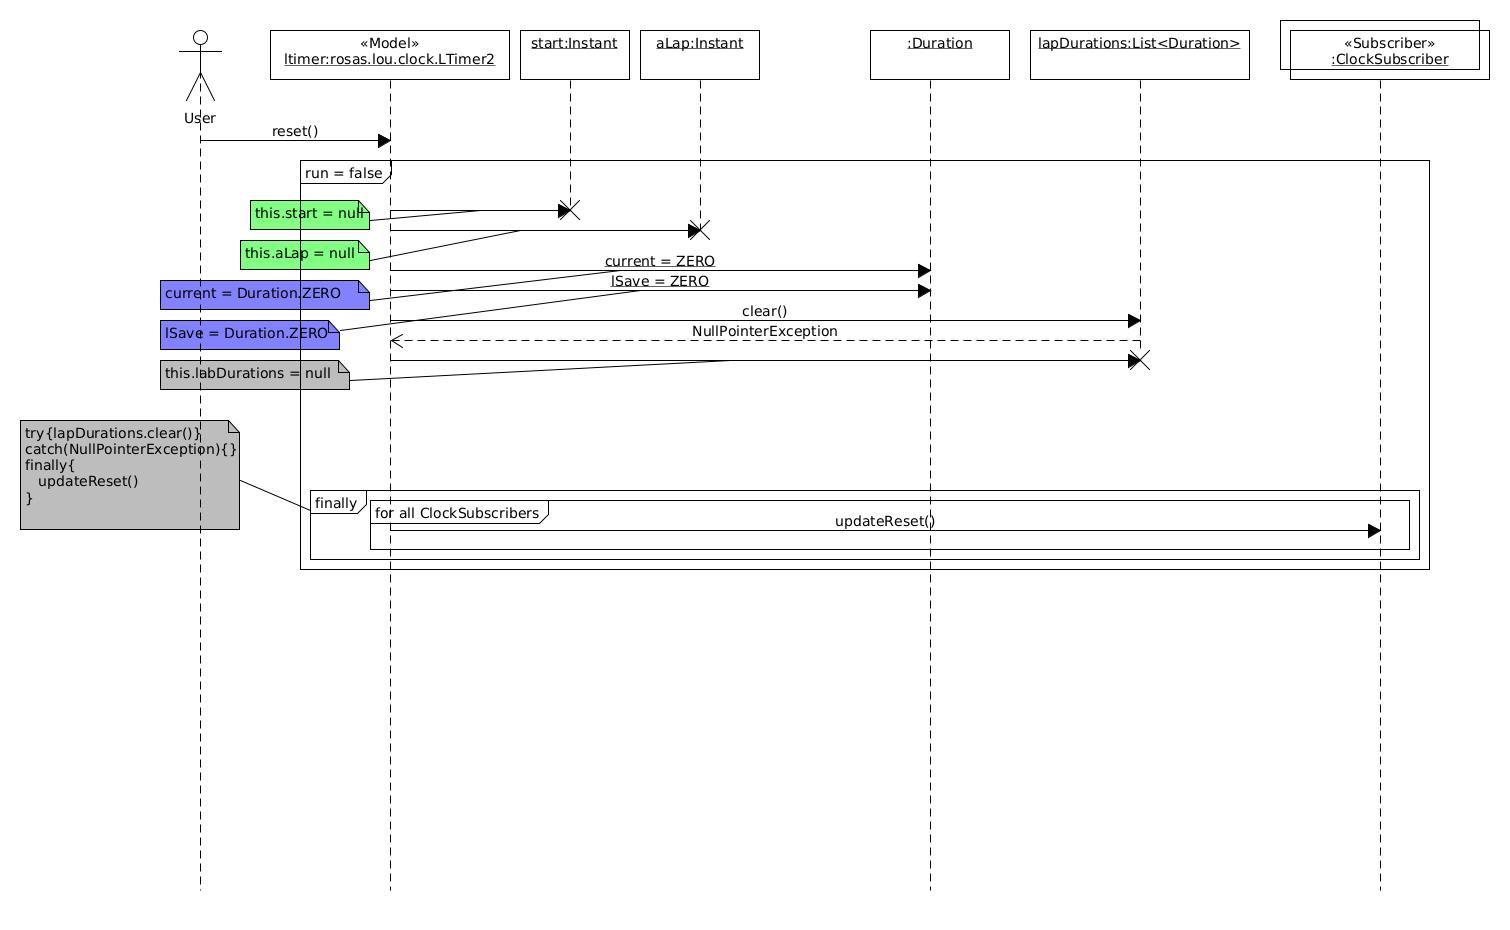 «Model»
ltimer:rosas.lou.clock.LTimer2
start:Instant
aLap:Instant
:Duration
lapDurations:List<Duration>
«Subscriber»
:ClockSubscriber
User
reset()
run = false
this.start = null
this.aLap = null
current = ZERO
lSave = ZERO
current = Duration.ZERO
clear()
NullPointerException
lSave = Duration.ZERO
this.labDurations = null
try{lapDurations.clear()}
catch(NullPointerException){}
finally{
updateReset()
}
finally
for all ClockSubscribers
updateReset()